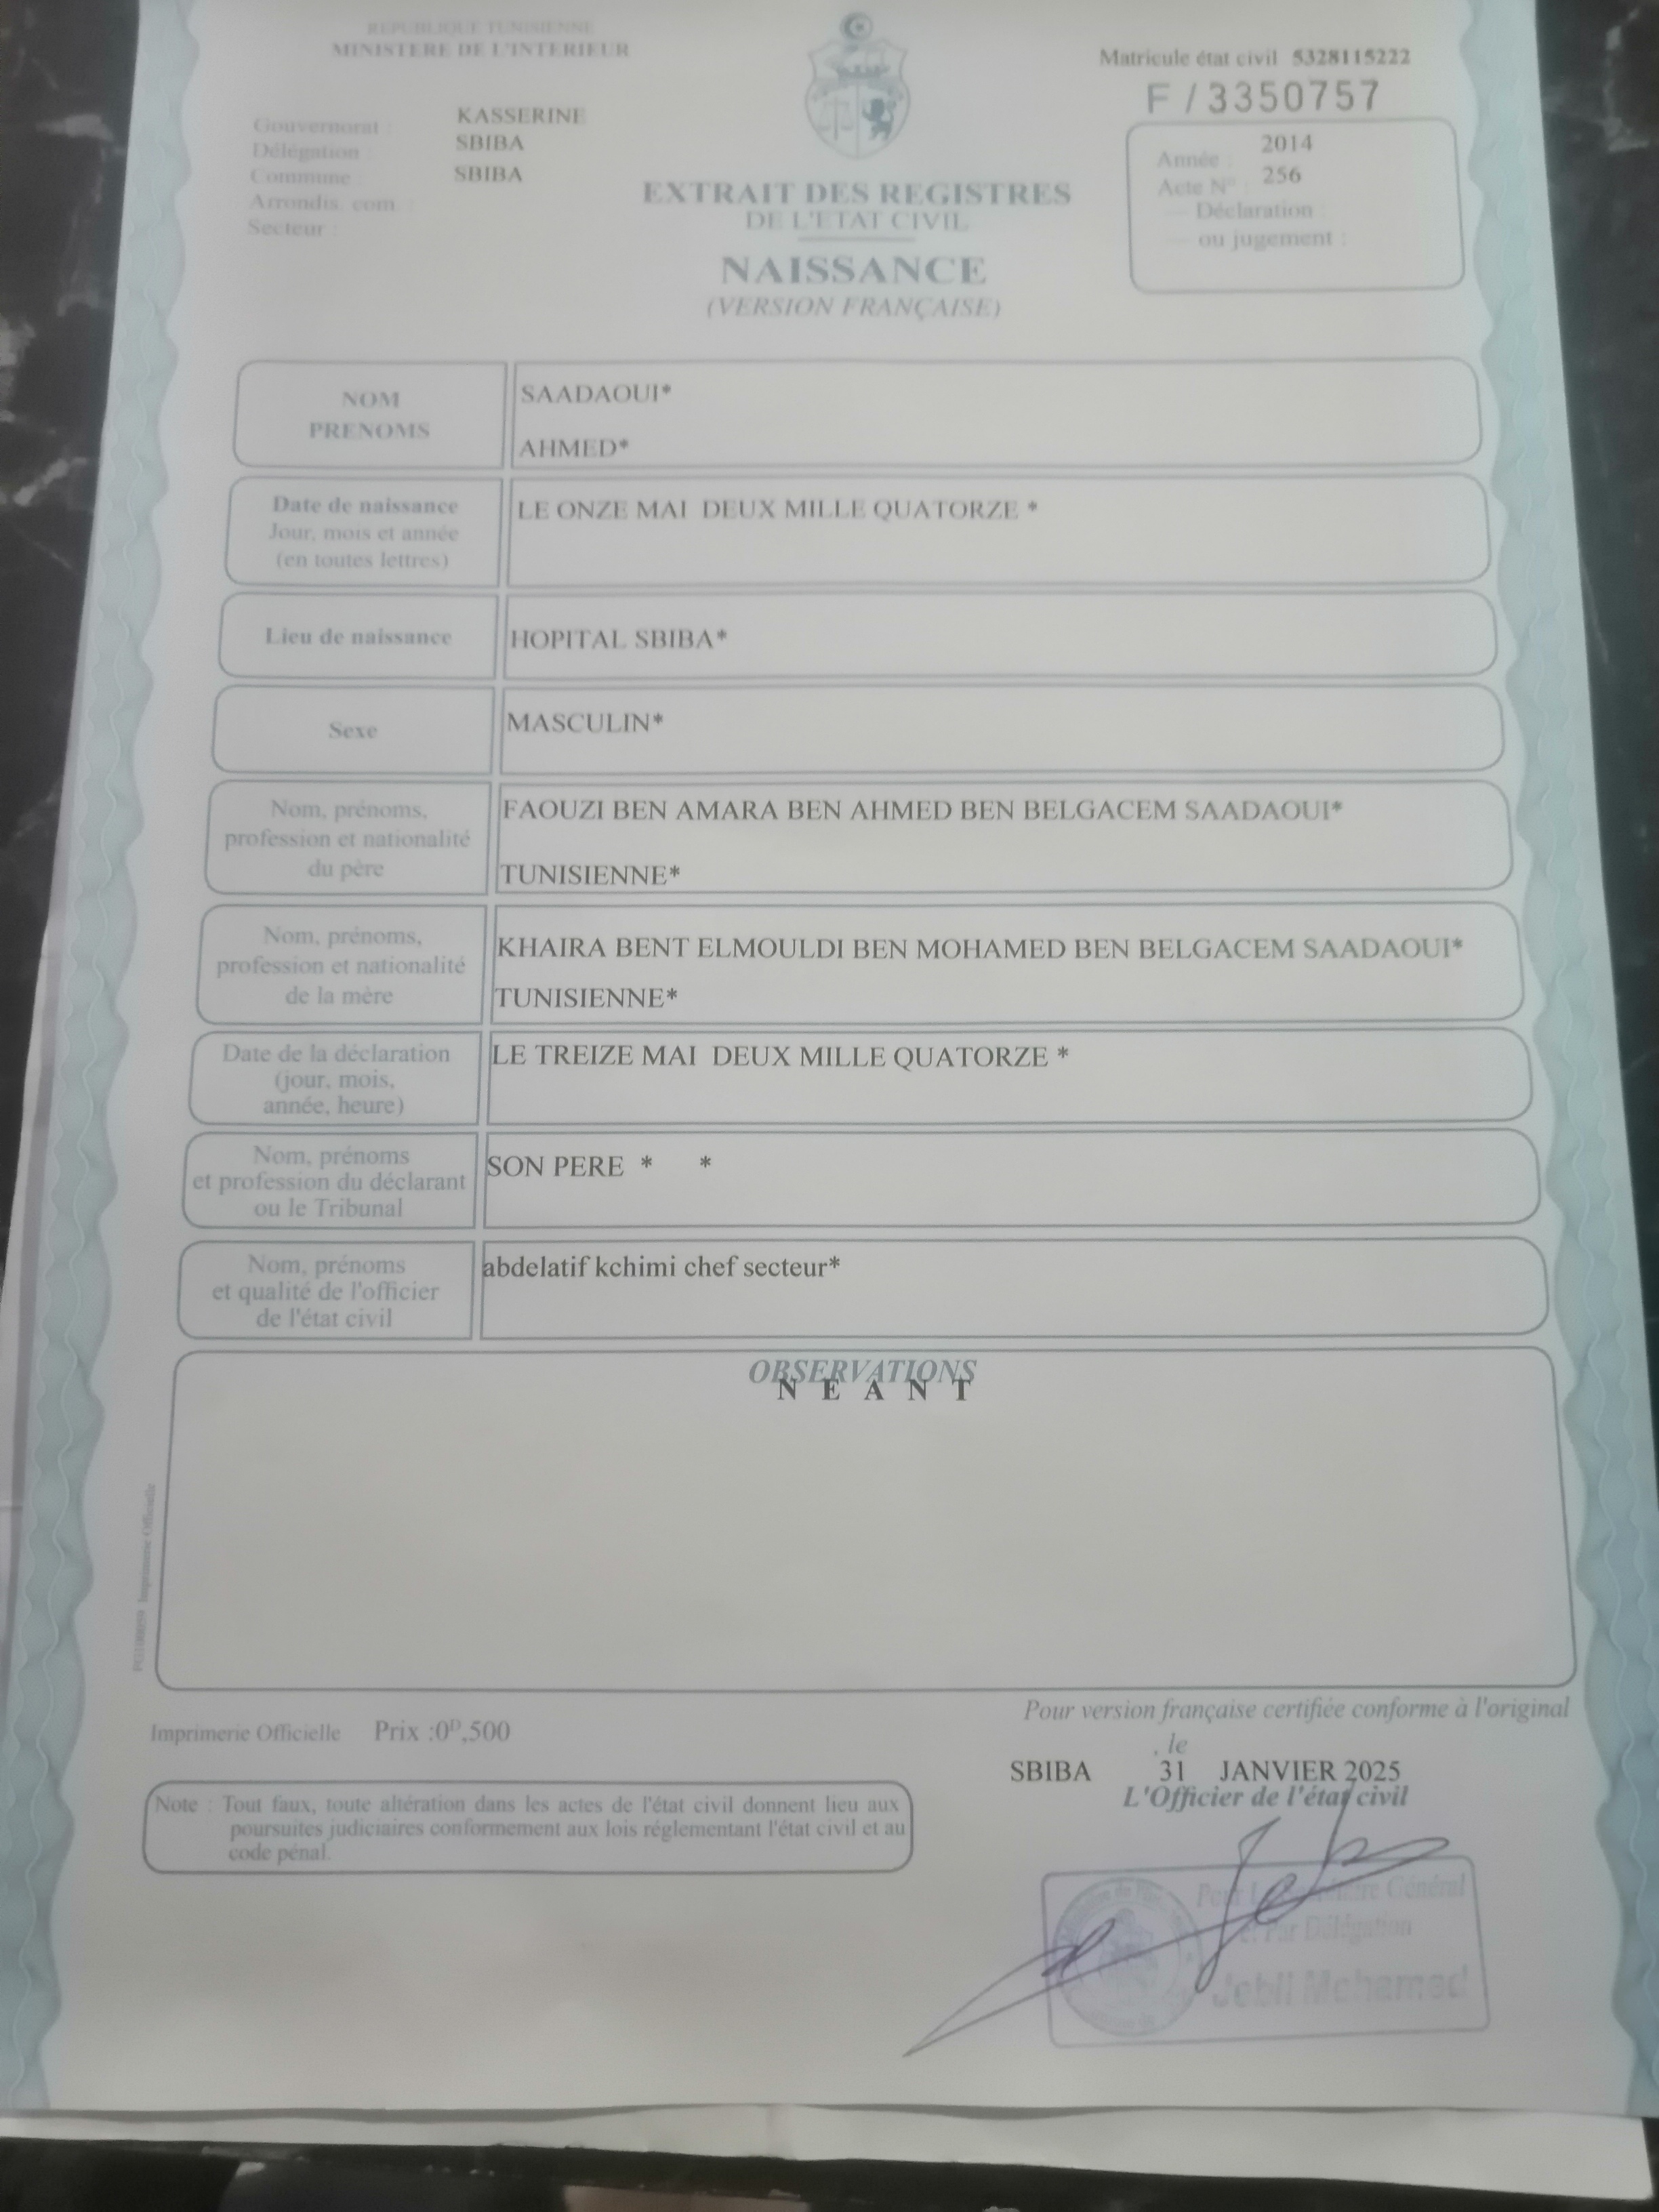 REPUBLIQUE TUNISIENNE
MINISTERE DE L'INTERIEUR
Matricule état civil 5328115222
F / 3350757
Gouvernorat : KASSERINE
Délégation : SBIBA
Commune : SBIBA
Arrondis. com. :
Secteur :
Année : 2014
Acte N° : 256
— Déclaration :
— ou jugement :
EXTRAIT DES REGISTRES
DE L'ETAT CIVIL
NAISSANCE
(VERSION FRANÇAISE)
NOM
PRENOMS
SAADAOUI*
AHMED*
Date de naissance
Jour, mois et année
(en toutes lettres)
LE ONZE MAI DEUX MILLE QUATORZE *
Lieu de naissance
HOPITAL SBIBA*
Sexe
MASCULIN*
Nom, prénoms,
profession et nationalité
du père
FAOUZI BEN AMARA BEN AHMED BEN BELGACEM SAADAOUI*
TUNISIENNE*
Nom, prénoms,
profession et nationalité
de la mère
KHAIRA BENT ELMOULDI BEN MOHAMED BEN BELGACEM SAADAOUI*
TUNISIENNE*
Date de la déclaration
(jour, mois,
année, heure)
LE TREIZE MAI DEUX MILLE QUATORZE *
Nom, prénoms
et profession du déclarant
ou le Tribunal
SON PERE * *
Nom, prénoms
et qualité de l'officier
de l'état civil
abdelatif kchimi chef secteur*
OBSERVATIONS
N E A N T
Imprimerie Officielle
Pour version française certifiée conforme à l'original
Imprimerie Officielle Prix :0ᴰ,500
, le
SBIBA 31 JANVIER 2025
L'Officier de l'état civil
Note : Tout faux, toute altération dans les actes de l'état civil donnent lieu aux
poursuites judiciaires conformement aux lois réglementant l'état civil et au
code pénal.
Général
et Par Délégation
Jebli Mohamed